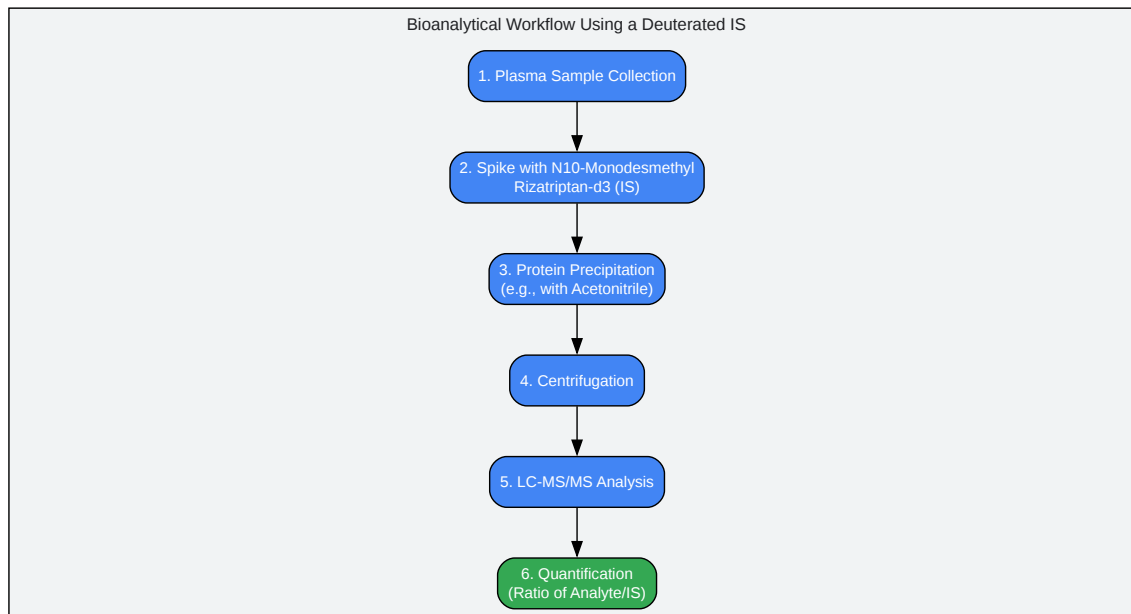 Bioanalytical Workflow Using a Deuterated IS
1. Plasma Sample Collection
2. Spike with N10-Monodesmethyl
Rizatriptan-d3 (IS)
3. Protein Precipitation
(e.g., with Acetonitrile)
4. Centrifugation
5. LC-MS/MS Analysis
6. Quantification
(Ratio of Analyte/IS)